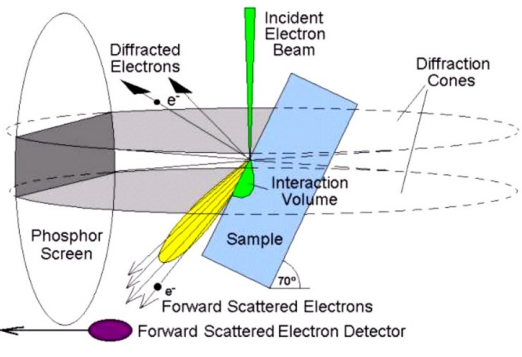 Incident
Electron
Beam
Diffracted
Electrons
Diffraction
Cones
e-
Interaction
Volume
Phosphor
Screen
Sample
70°
e-
Forward Scattered Electrons
Forward Scattered Electron Detector